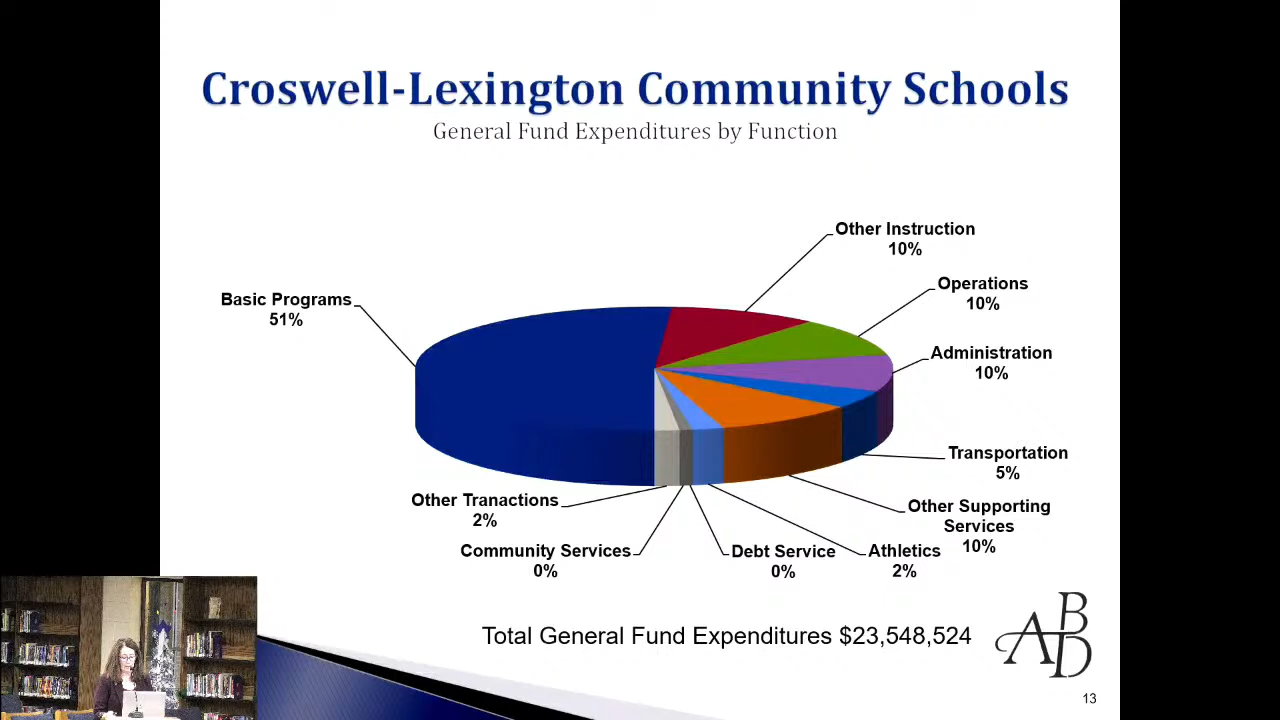 Croswell-Lexington Community Schools
General Fund Expenditures by Function
Other Instruction
10%
Operations
10%
Basic Programs
51%
Administration
10%
Transportation
5%
Other Supporting
Services
10%
Other Tranactions
2%
Community Services
0%
Debt Service
0%
Athletics
2%
Total General Fund Expenditures $23,548,524
ABD
13